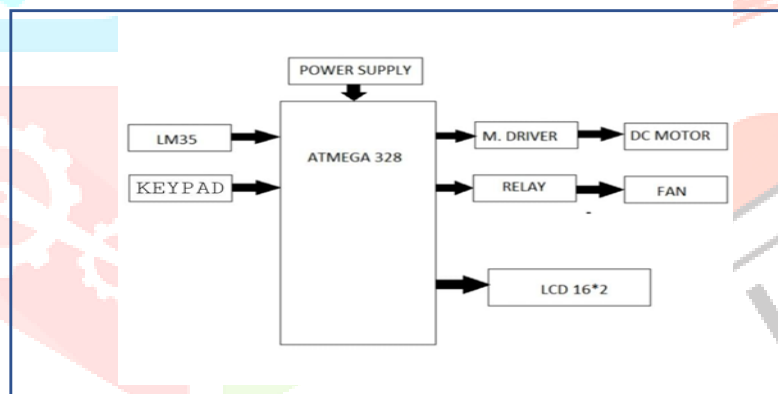 POWER SUPPLY
LM35
KEYPAD
ATMEGA 328
M. DRIVER
DC MOTOR
RELAY
FAN
LCD 16*2